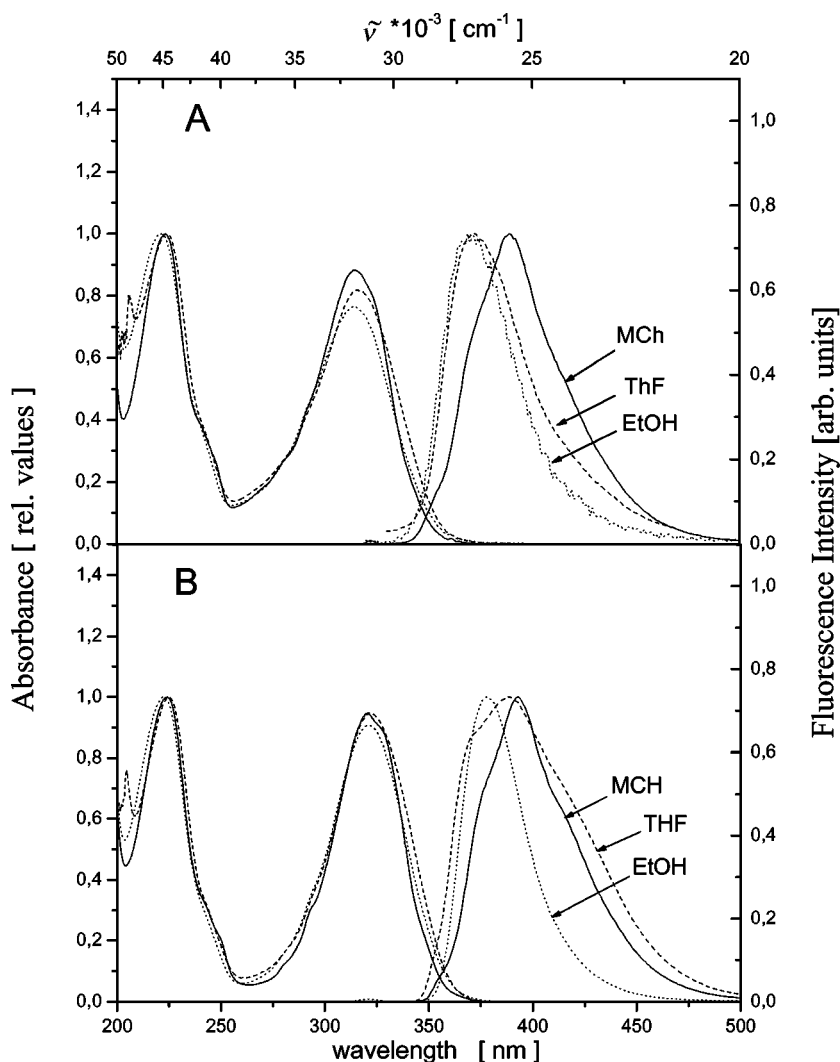 ν̃ *10⁻³ [ cm⁻¹ ]
50 45 40 35 30 25 20
A
1,4
1,2
1,0
0,8
0,6
0,4
0,2
0,0
1,0
0,8
0,6
0,4
0,2
0,0
MCh
ThF
EtOH
Absorbance [ rel. values ]
Fluorescence Intensity [arb. units]
B
1,4
1,2
1,0
0,8
0,6
0,4
0,2
0,0
1,0
0,8
0,6
0,4
0,2
0,0
MCH
THF
EtOH
200 250 300 350 400 450 500
wavelength [ nm ]